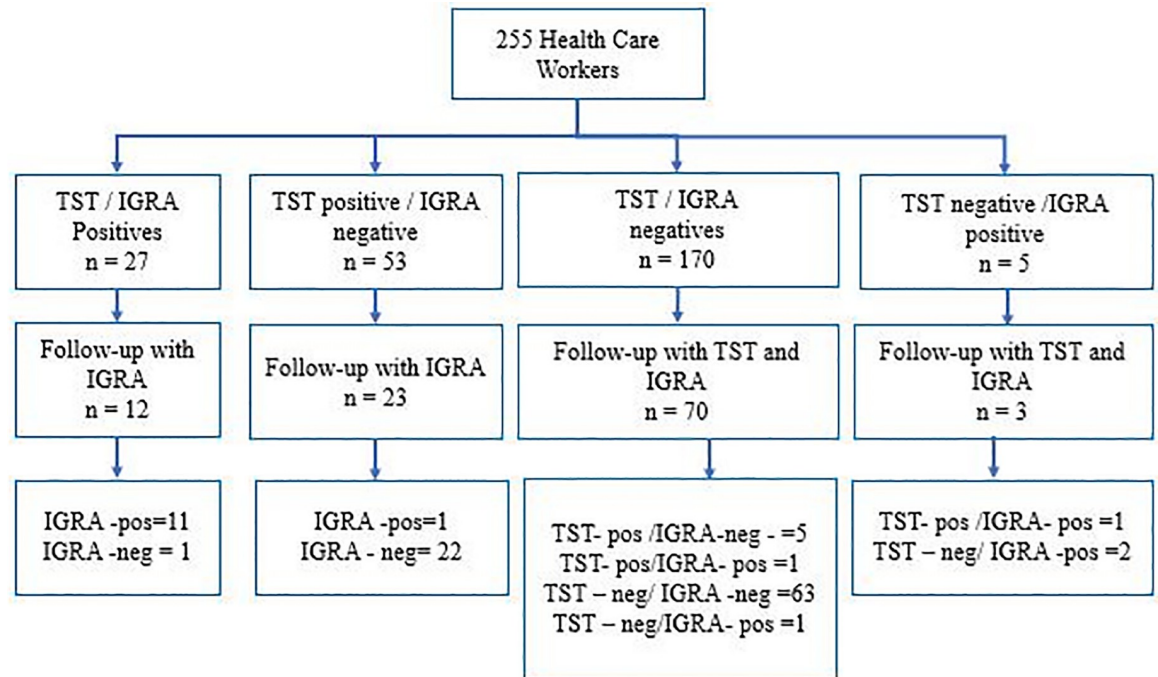 255 Health Care
Workers
TST / IGRA
Positives
n = 27
TST positive / IGRA
negative
n = 53
TST / IGRA
negatives
n = 170
TST negative /IGRA
positive
n = 5
Follow-up with
IGRA
n = 12
Follow-up with IGRA
n = 23
Follow-up with TST and
IGRA
n = 70
Follow-up with TST and
IGRA
n = 3
IGRA -pos=11
IGRA -neg = 1
IGRA -pos=1
IGRA - neg= 22
TST- pos /IGRA-neg - =5
TST- pos/IGRA- pos =1
TST – neg/ IGRA -neg =63
TST – neg/IGRA- pos =1
TST- pos /IGRA- pos =1
TST – neg/ IGRA -pos =2